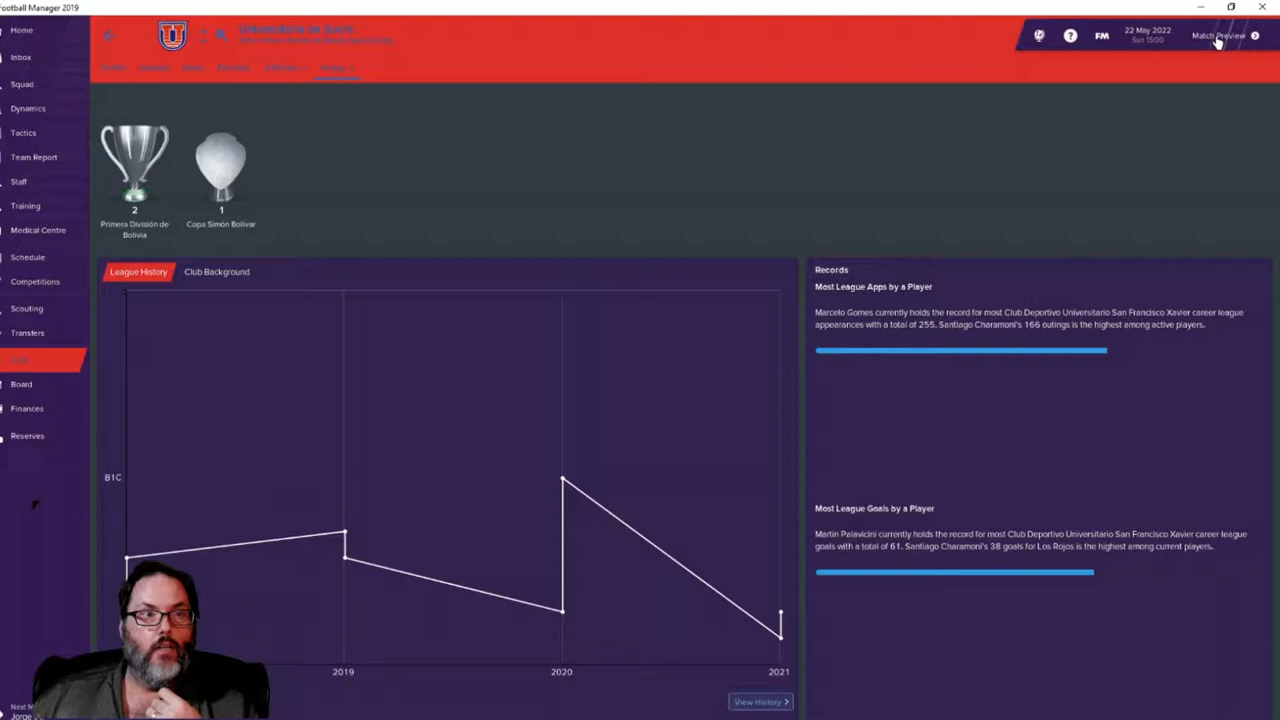 Football Manager 2019
Home
Inbox
Squad
Dynamics
Tactics
Team Report
Staff
Training
Medical Centre
Schedule
Competitions
Scouting
Transfers
Board
Finances
Reserves
Universitario de Sucre
22 May 2022
Sun 15:00
FM
Match Preview
2
Primera División de
Bolivia
1
Copa Simón Bolívar
League History
Club Background
B1C
2019
2020
2021
View History
Records
Most League Apps by a Player
Marcelo Gomes currently holds the record for most Club Deportivo Universitario San Francisco Xavier career league
appearances with a total of 255. Santiago Charamoni's 166 outings is the highest among active players.
Most League Goals by a Player
Martin Palavicini currently holds the record for most Club Deportivo Universitario San Francisco Xavier career league
goals with a total of 61. Santiago Charamoni's 38 goals for Los Rojos is the highest among current players.
Next M
Jorge